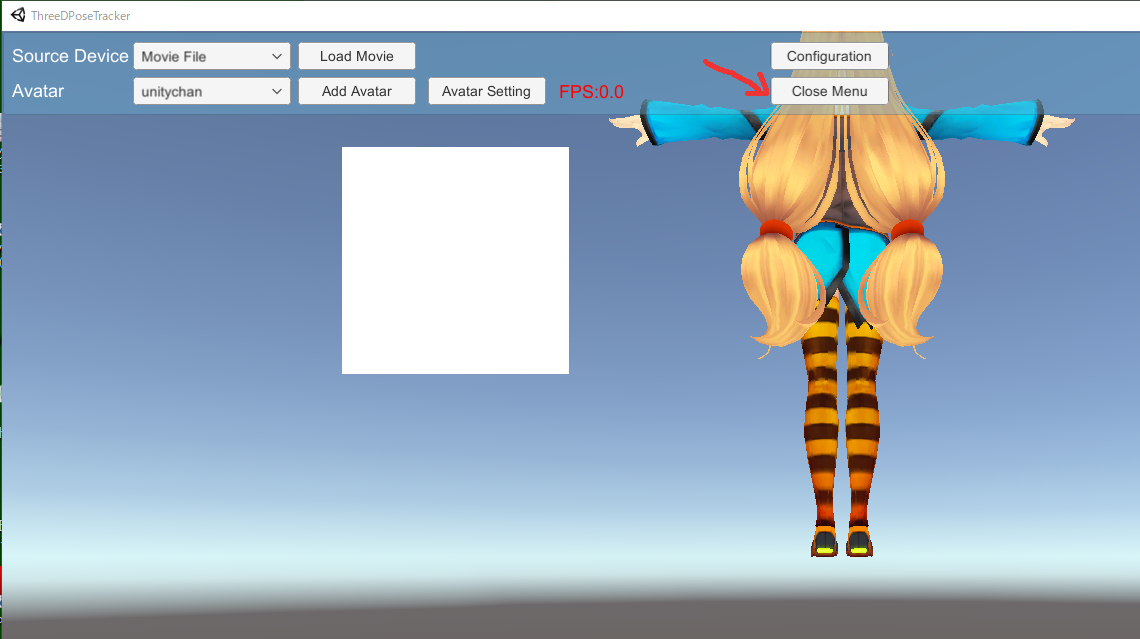 ThreeDPoseTracker
Source Device Movie File Load Movie Configuration
Avatar unitychan Add Avatar Avatar Setting FPS:0.0 Close Menu